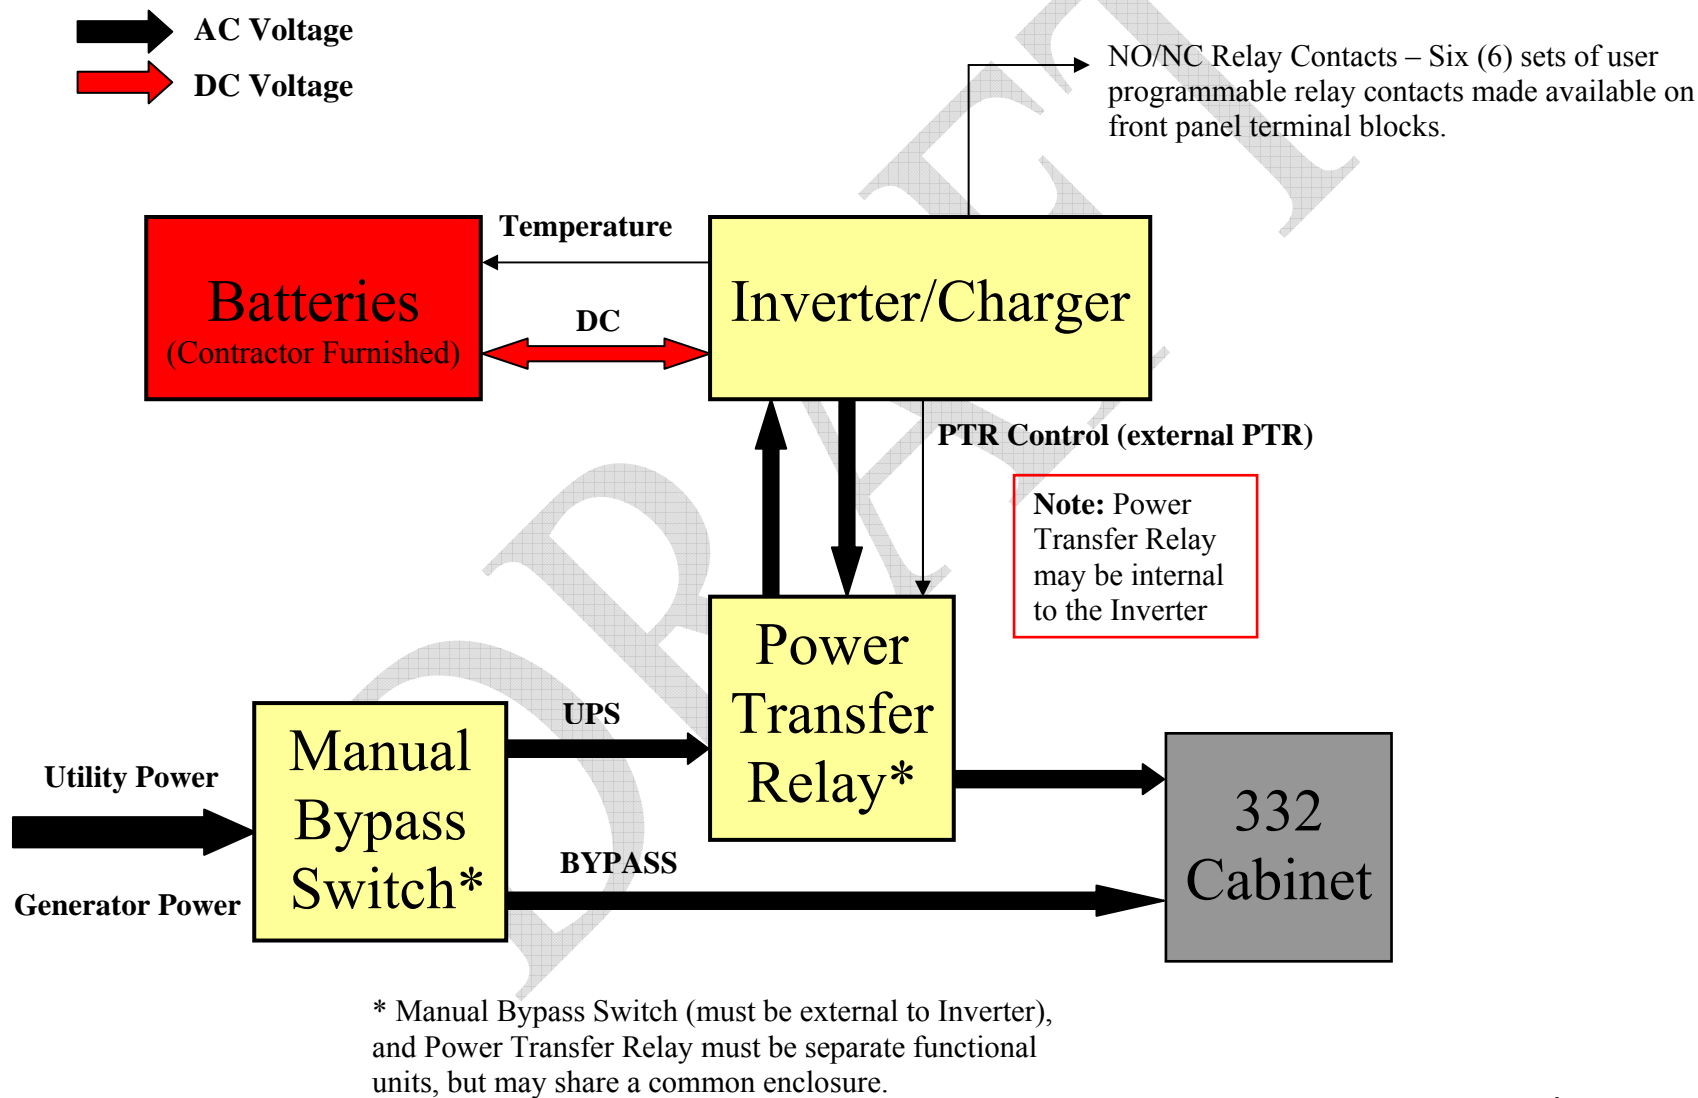 AC Voltage
DC Voltage
NO/NC Relay Contacts – Six (6) sets of user
programmable relay contacts made available on
front panel terminal blocks.
Temperature
Batteries
(Contractor Furnished)
DC
Inverter/Charger
PTR Control (external PTR)
Note: Power
Transfer Relay
may be internal
to the Inverter
Power
Transfer
Relay*
UPS
Manual
Bypass
Switch*
Utility Power
Generator Power
BYPASS
332
Cabinet
* Manual Bypass Switch (must be external to Inverter),
and Power Transfer Relay must be separate functional
units, but may share a common enclosure.
DRAFT